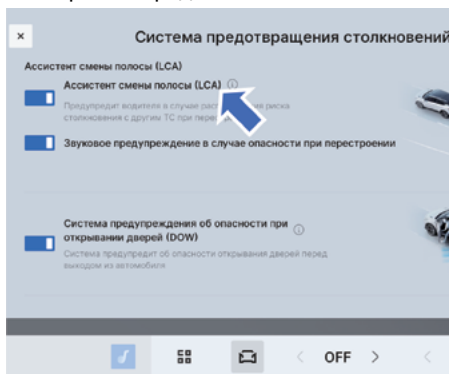 Система предотвращения столкновений
Ассистент смены полосы (LCA)
Ассистент смены полосы (LCA)
Предупредит водителя в случае
риска
столкновения с другим ТС при
Звуковое предупреждение в случае опасности при перестроении
Система предупреждения об опасности при
открывании дверей (DOW)
Система предупредит об опасности открывания дверей перед
выходом из автомобиля
OFF